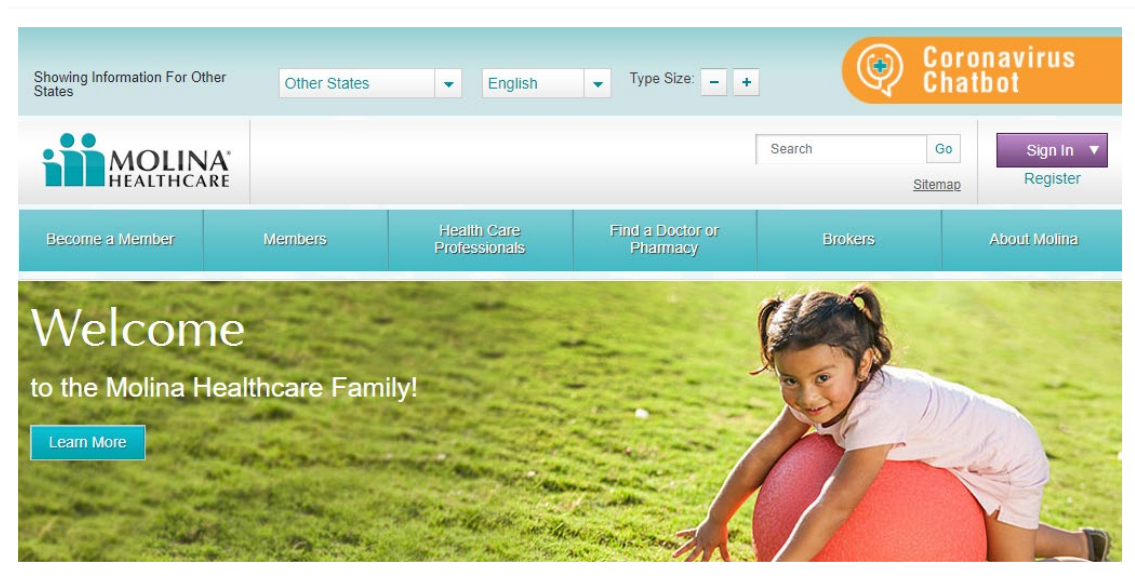 Showing Information For Other
States
Other States
English
Type Size: - +
Coronavirus
Chatbot
MOLINA®
HEALTHCARE
Search
Go
Sitemap
Sign In
Register
Become a Member
Members
Health Care
Professionals
Find a Doctor or
Pharmacy
Brokers
About Molina
Welcome
to the Molina Healthcare Family!
Learn More